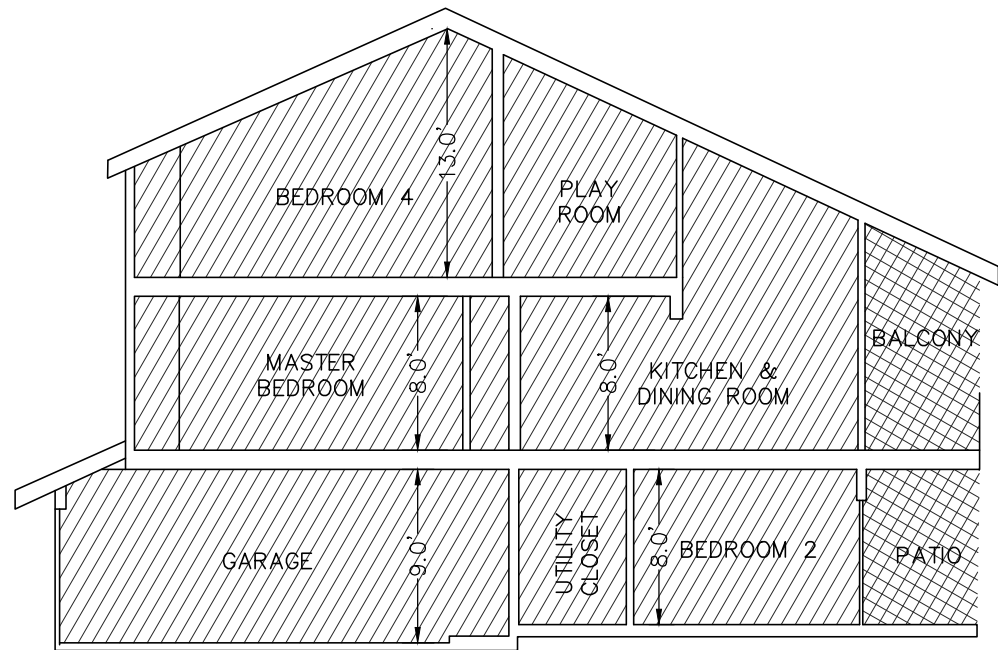 13.0'
BEDROOM 4
PLAY
ROOM
BALCONY
MASTER
BEDROOM
8.0'
8.0'
KITCHEN &
DINING ROOM
GARAGE
9.0'
UTILITY
CLOSET
8.0'
BEDROOM 2
PATIO